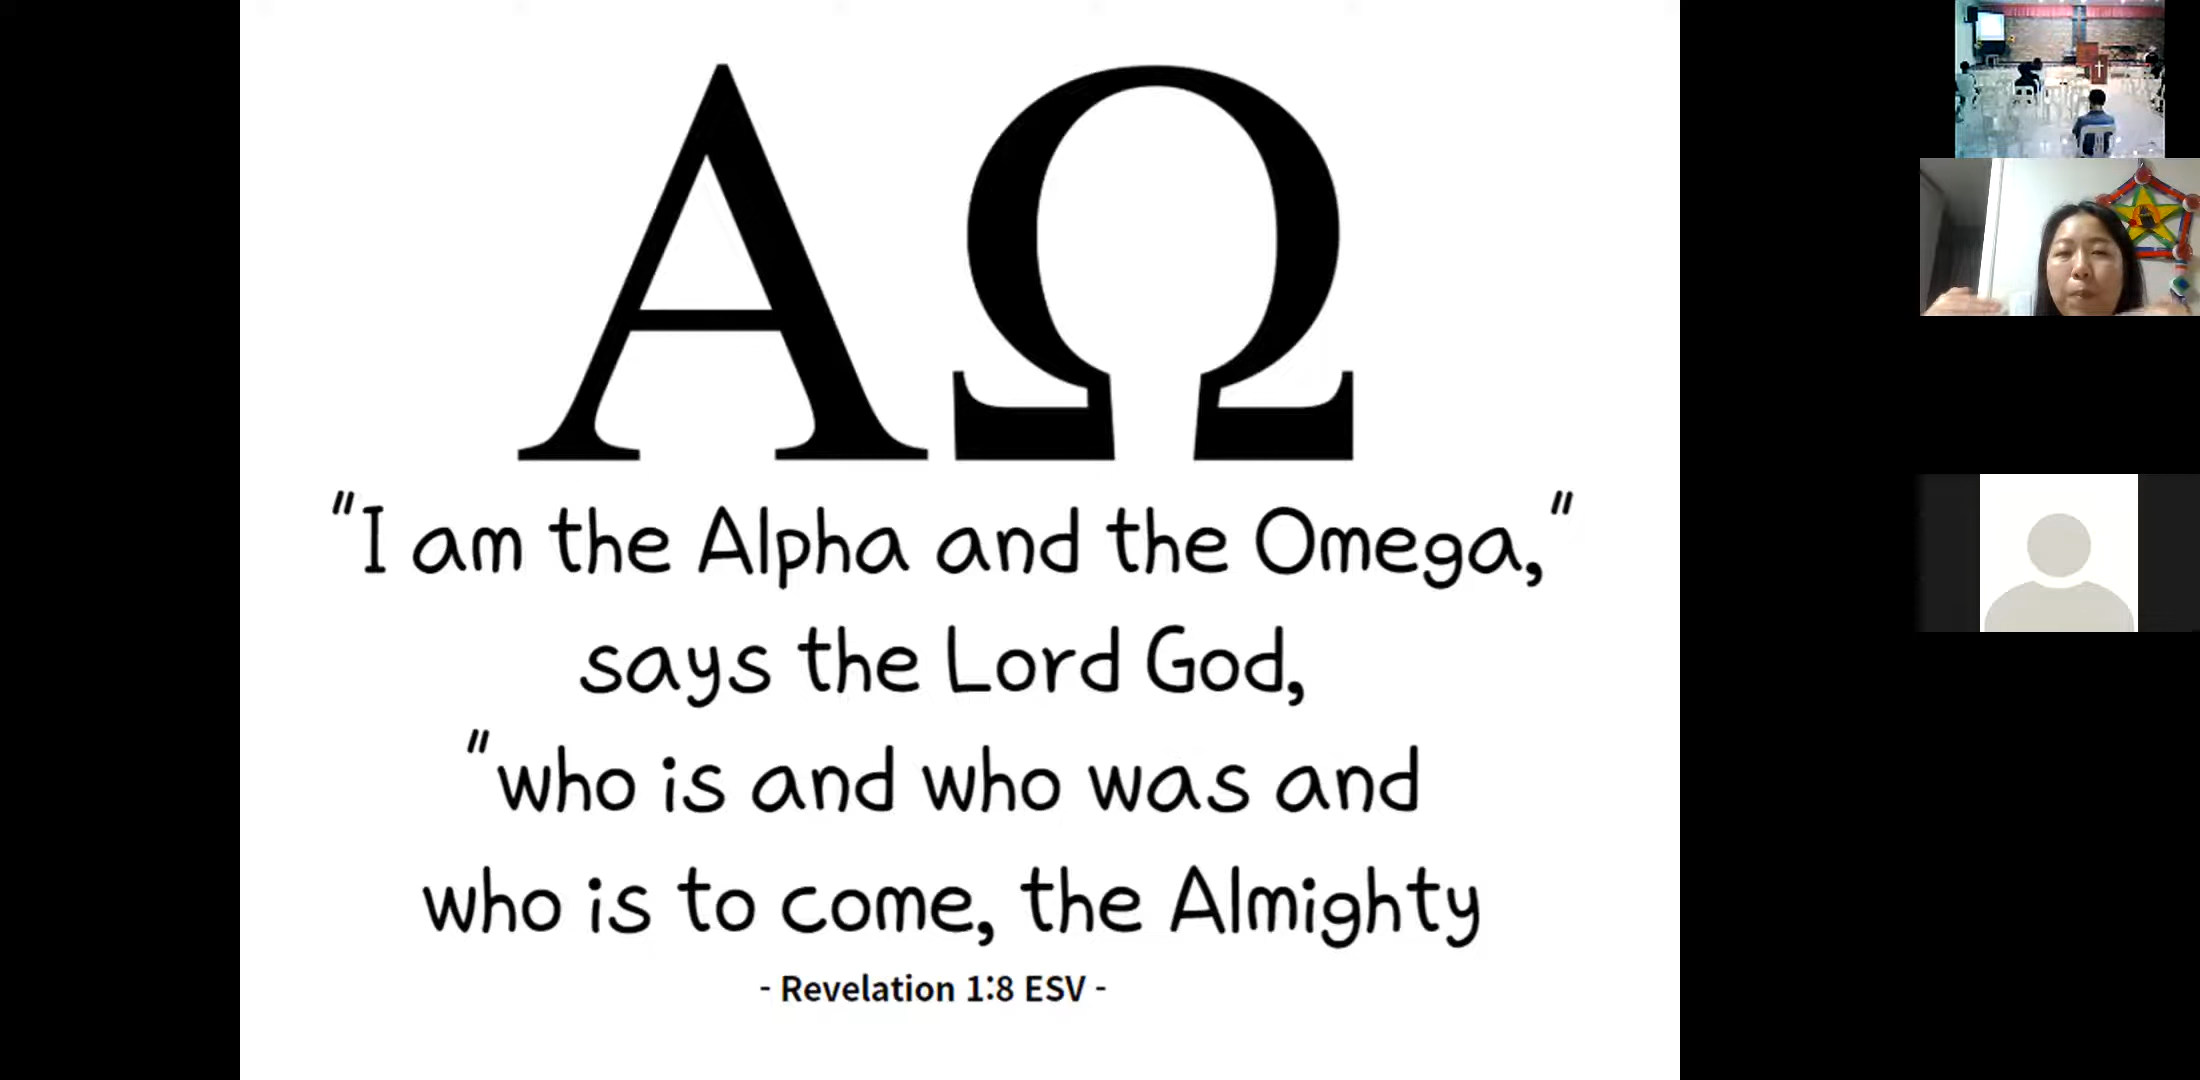 ΑΩ
"I am the Alpha and the Omega,"
says the Lord God,
"who is and who was and
who is to come, the Almighty
- Revelation 1:8 ESV -